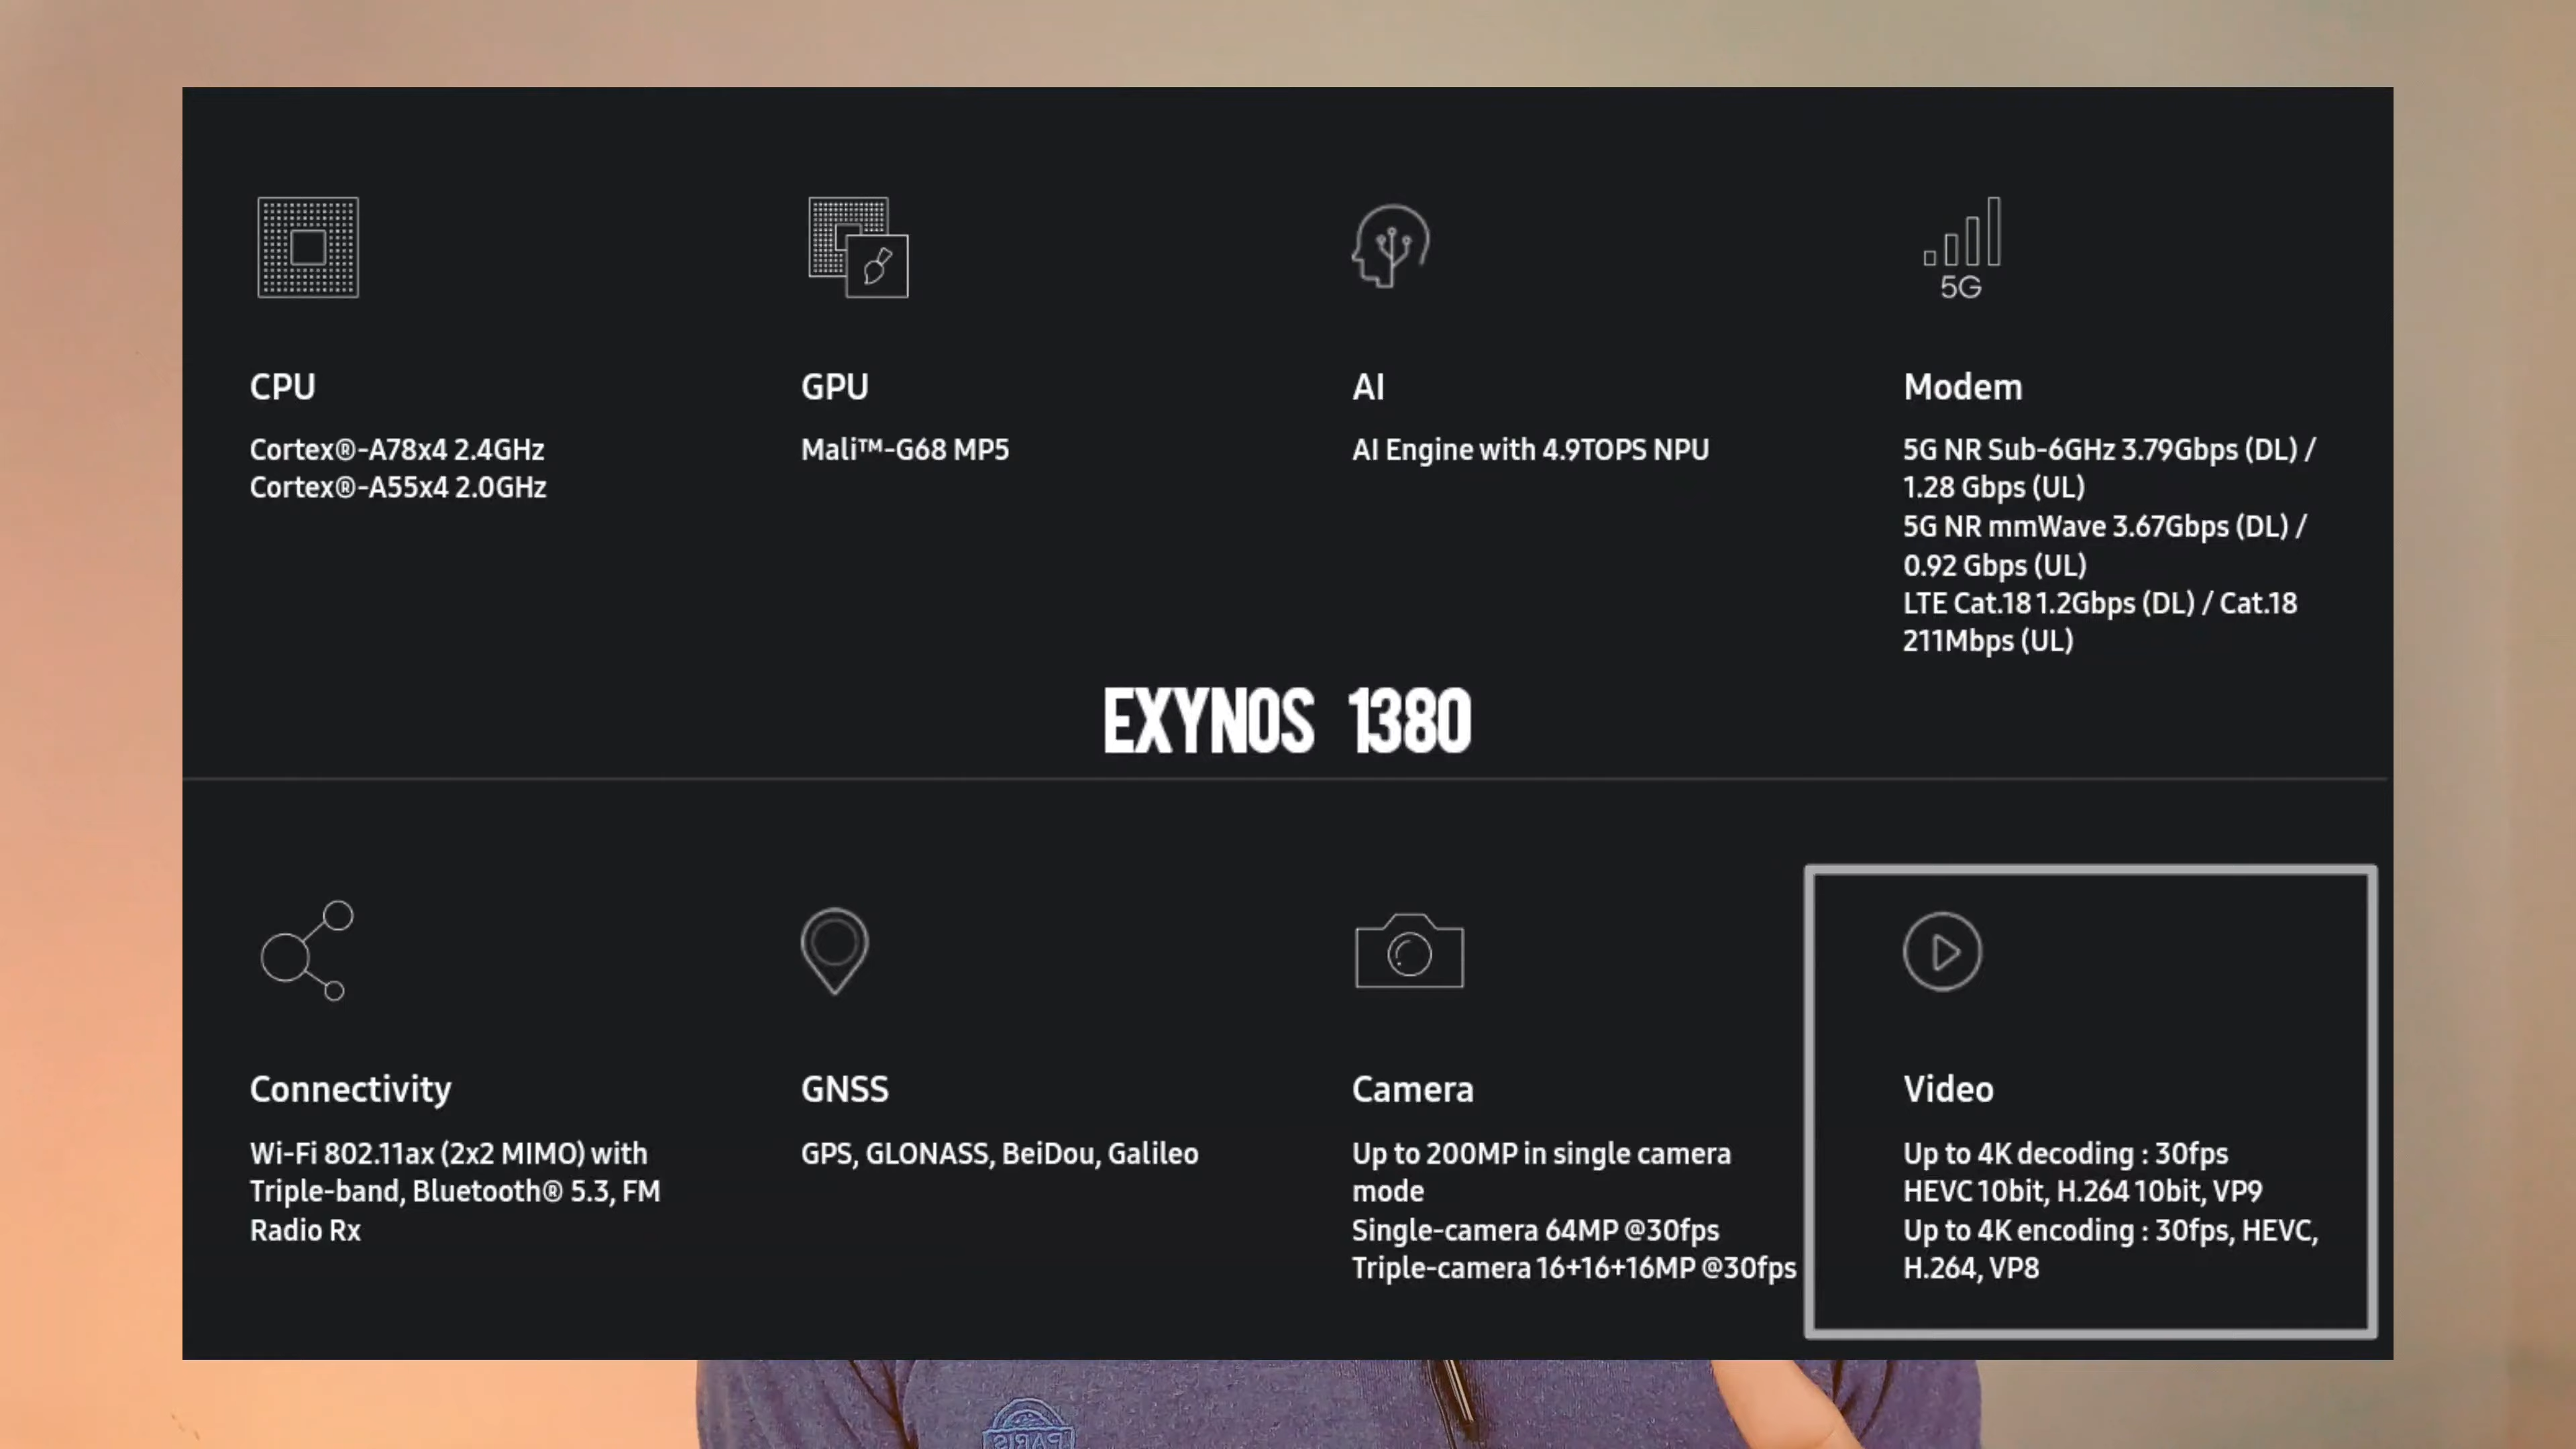 5G
CPU
Cortex®-A78x4 2.4GHz
Cortex®-A55x4 2.0GHz
GPU
Mali™-G68 MP5
AI
AI Engine with 4.9TOPS NPU
Modem
5G NR Sub-6GHz 3.79Gbps (DL) /
1.28 Gbps (UL)
5G NR mmWave 3.67Gbps (DL) /
0.92 Gbps (UL)
LTE Cat.18 1.2Gbps (DL) / Cat.18
211Mbps (UL)
EXYNOS 1380
Connectivity
Wi-Fi 802.11ax (2x2 MIMO) with
Triple-band, Bluetooth® 5.3, FM
Radio Rx
GNSS
GPS, GLONASS, BeiDou, Galileo
Camera
Up to 200MP in single camera
mode
Single-camera 64MP @30fps
Triple-camera 16+16+16MP @30fps
Video
Up to 4K decoding : 30fps
HEVC 10bit, H.264 10bit, VP9
Up to 4K encoding : 30fps, HEVC,
H.264, VP8
PARIS